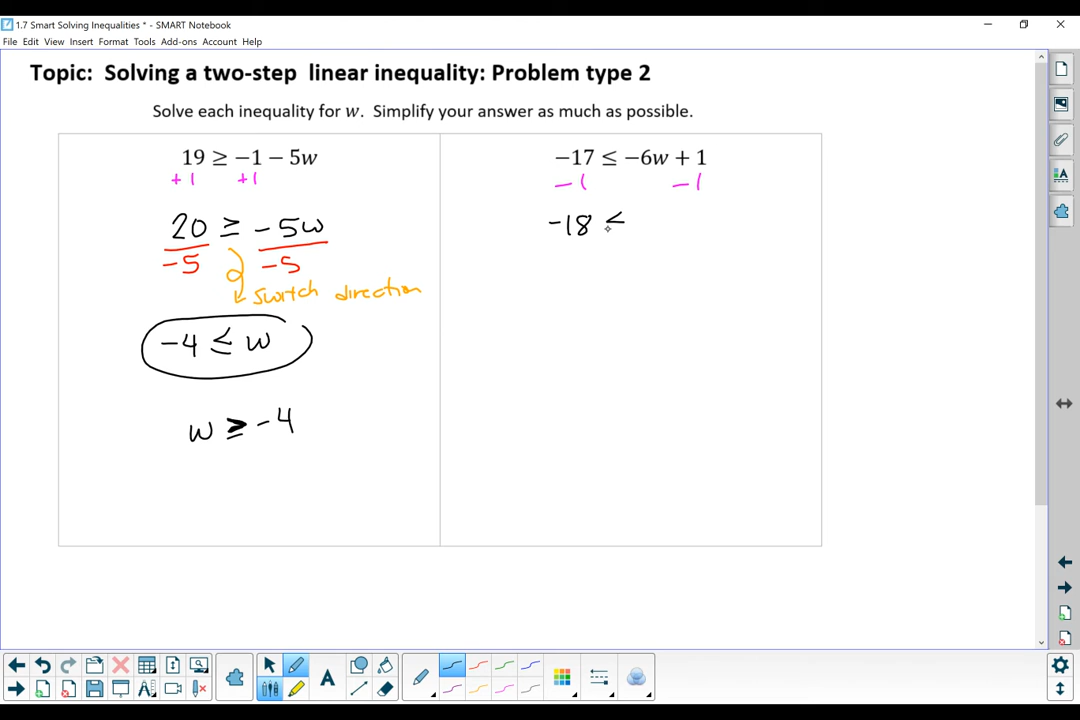 1.7 Smart Solving Inequalities * - SMART Notebook
File Edit View Insert Format Tools Add-ons Account Help
Topic: Solving a two-step linear inequality: Problem type 2
Solve each inequality for w. Simplify your answer as much as possible.
19 ≥ −1 − 5w
+1 +1
20 ≥ -5w
-5 -5
switch direction
-4 ≤ w
w ≥ -4
−17 ≤ −6w + 1
-1 -1
-18 ≤